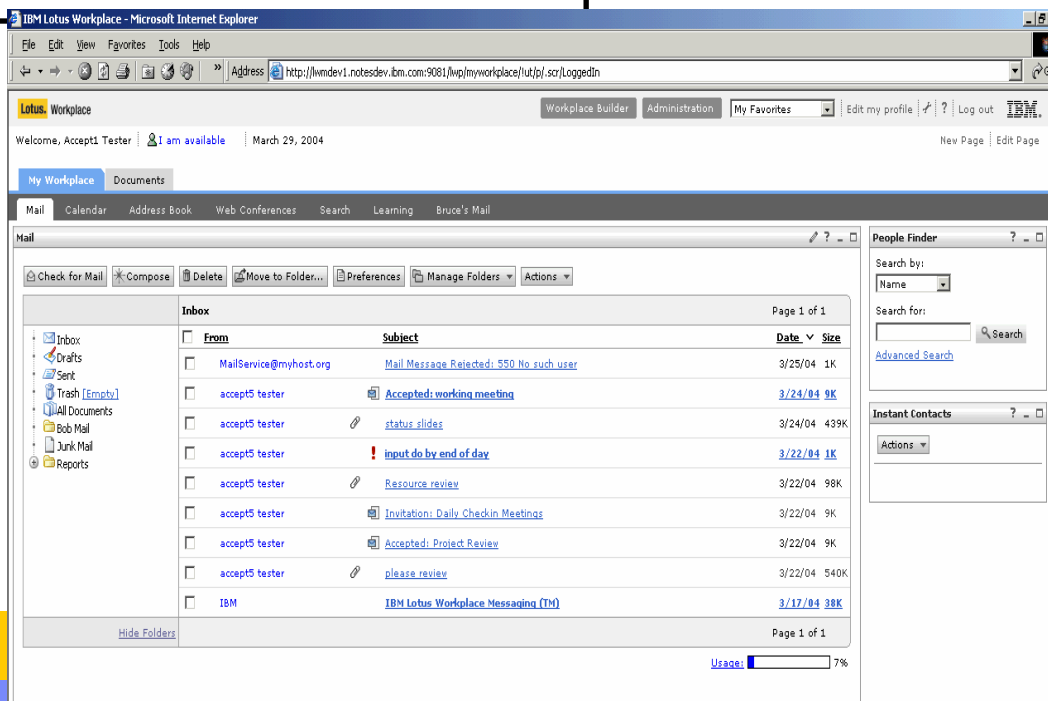 IBM Lotus Workplace - Microsoft Internet Explorer
File Edit View Favorites Tools Help
» Address http://lwmdev1.notesdev.ibm.com:9081/lwp/myworkplace/!ut/p/.scr/LoggedIn
Lotus. Workplace Workplace Builder Administration My Favorites Edit my profile ? Log out IBM.
Welcome, Accept1 Tester I am available March 29, 2004 New Page Edit Page
My Workplace Documents
Mail Calendar Address Book Web Conferences Search Learning Bruce's Mail
Mail ?
Check for Mail Compose Delete Move to Folder... Preferences Manage Folders Actions
Inbox Page 1 of 1
From Subject Date Size
MailService@myhost.org Mail Message Rejected: 550 No such user 3/25/04 1K
accept5 tester Accepted: working meeting 3/24/04 9K
accept5 tester status slides 3/24/04 439K
accept5 tester ! input do by end of day 3/22/04 1K
accept5 tester Resource review 3/22/04 98K
accept5 tester Invitation: Daily Checkin Meetings 3/22/04 9K
accept5 tester Accepted: Project Review 3/22/04 9K
accept5 tester please review 3/22/04 540K
IBM IBM Lotus Workplace Messaging (TM) 3/17/04 38K
Inbox
Drafts
Sent
Trash [Empty]
All Documents
Bob Mail
Junk Mail
Reports
Hide Folders Page 1 of 1
Usage: 7%
People Finder ?
Search by:
Name
Search for:
Search
Advanced Search
Instant Contacts ?
Actions